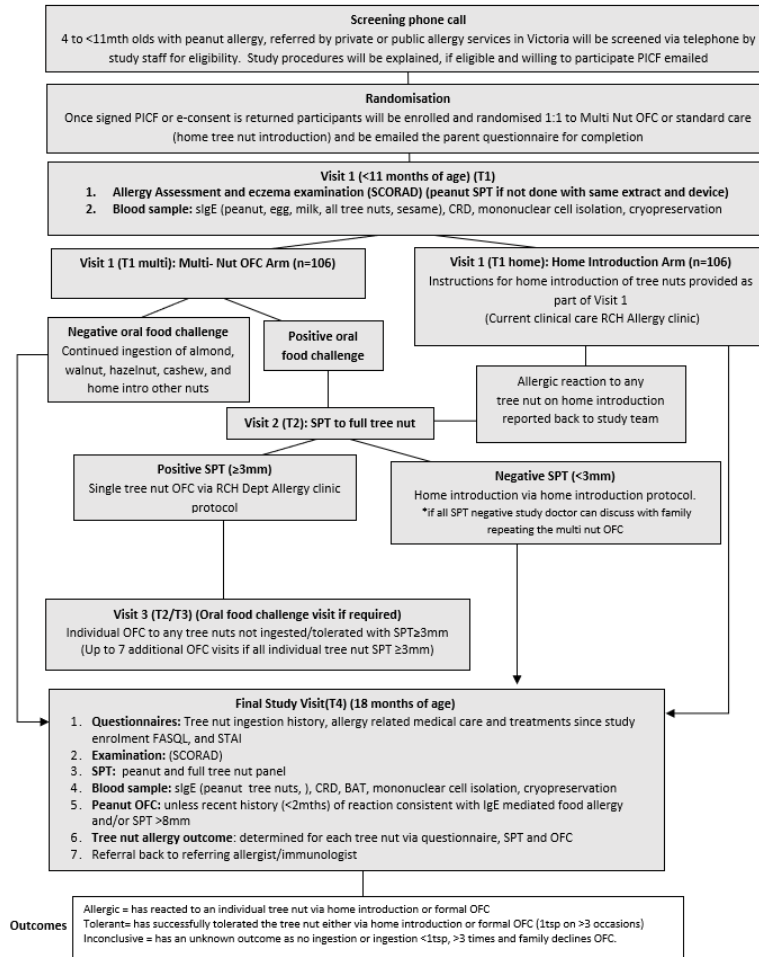 Screening phone call
4 to <11mth olds with peanut allergy, referred by private or public allergy services in Victoria will be screened via telephone by
study staff for eligibility.  Study procedures will be explained, if eligible and willing to participate PICF emailed
Randomisation
Once signed PICF or e-consent is returned participants will be enrolled and randomised 1:1 to Multi Nut OFC or standard care
(home tree nut introduction) and be emailed the parent questionnaire for completion
Visit 1 (<11 months of age) (T1)
1. Allergy Assessment and eczema examination (SCORAD) (peanut SPT if not done with same extract and device)
2. Blood sample: sIgE (peanut, egg, milk, all tree nuts, sesame), CRD, mononuclear cell isolation, cryopreservation
Visit 1 (T1 multi): Multi- Nut OFC Arm (n=106)
Visit 1 (T1 home): Home Introduction Arm (n=106)
Instructions for home introduction of tree nuts provided as
part of Visit 1
(Current clinical care RCH Allergy clinic)
Negative oral food challenge
Continued ingestion of almond,
walnut, hazelnut, cashew, and
home intro other nuts
Positive oral
food challenge
Allergic reaction to any
tree nut on home introduction
reported back to study team
Visit 2 (T2): SPT to full tree nut
Positive SPT (≥3mm)
Single tree nut OFC via RCH Dept Allergy clinic
protocol
Negative SPT (<3mm)
Home introduction via home introduction protocol.
*if all SPT negative study doctor can discuss with family
repeating the multi nut OFC
Visit 3 (T2/T3) (Oral food challenge visit if required)
Individual OFC to any tree nuts not ingested/tolerated with SPT≥3mm
(Up to 7 additional OFC visits if all individual tree nut SPT ≥3mm)
Final Study Visit(T4) (18 months of age)
1. Questionnaires: Tree nut ingestion history, allergy related medical care and treatments since study
enrolment FASQL, and STAI
2. Examination: (SCORAD)
3. SPT:  peanut and full tree nut panel
4. Blood sample: sIgE (peanut  tree nuts, ), CRD, BAT, mononuclear cell isolation, cryopreservation
5. Peanut OFC: unless recent history (<2mths) of reaction consistent with IgE mediated food allergy
and/or SPT >8mm
6. Tree nut allergy outcome: determined for each tree nut via questionnaire, SPT and OFC
7. Referral back to referring allergist/immunologist
Outcomes
Allergic = has reacted to an individual tree nut via home introduction or formal OFC
Tolerant= has successfully tolerated the tree nut either via home introduction or formal OFC (1tsp on >3 occasions)
Inconclusive = has an unknown outcome as no ingestion or ingestion <1tsp, >3 times and family declines OFC.